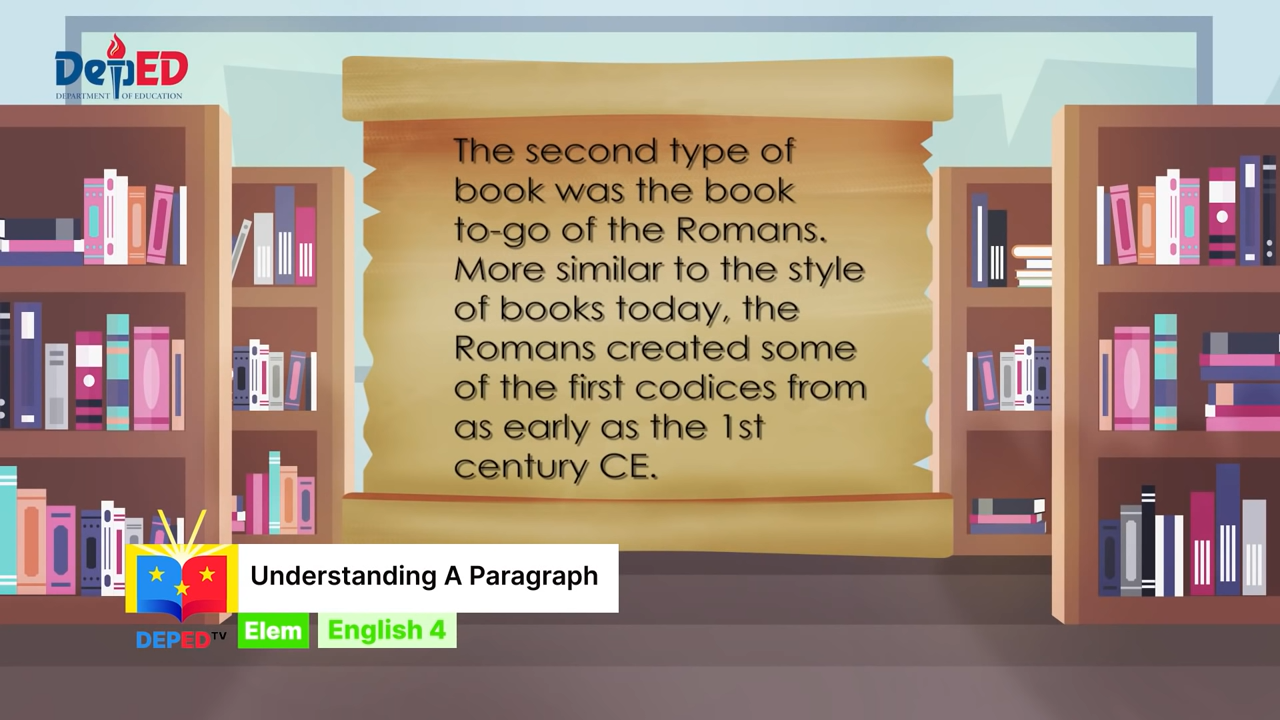 DepED
DEPARTMENT OF EDUCATION
The second type of
book was the book
to-go of the Romans.
More similar to the style
of books today, the
Romans created some
of the first codices from
as early as the 1st
century CE.
Understanding A Paragraph
DEPED TV
Elem
English 4